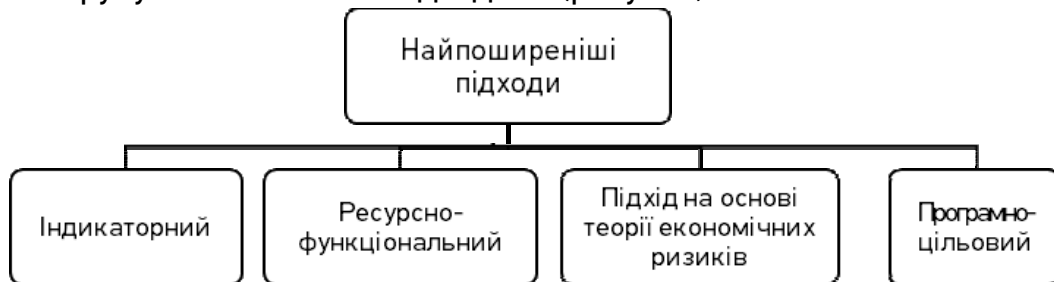 Найпоширеніші
підходи
Індикаторний
Ресурсно-
функціональний
Підхід на основі
теорії економічних
ризиків
Програмно-
цільовий